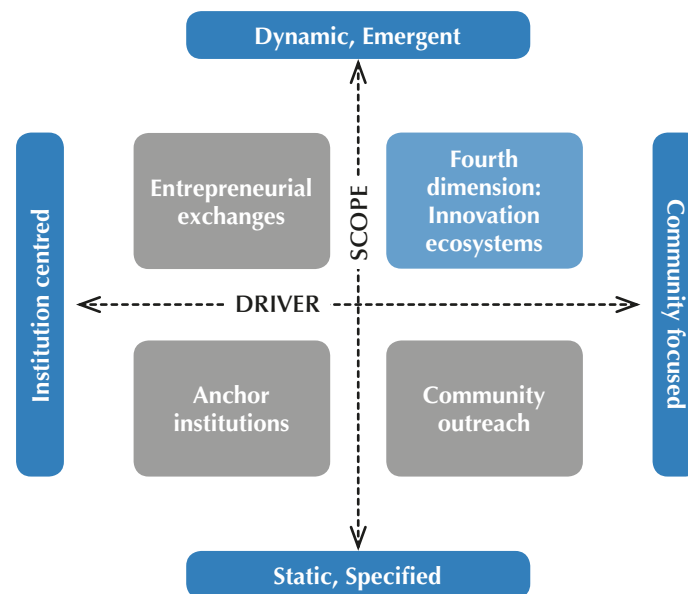 Dynamic, Emergent
Institution centred
Entrepreneurial
exchanges
SCOPE
Fourth
dimension:
Innovation
ecosystems
Community focused
DRIVER
Anchor
institutions
Community
outreach
Static, Specified